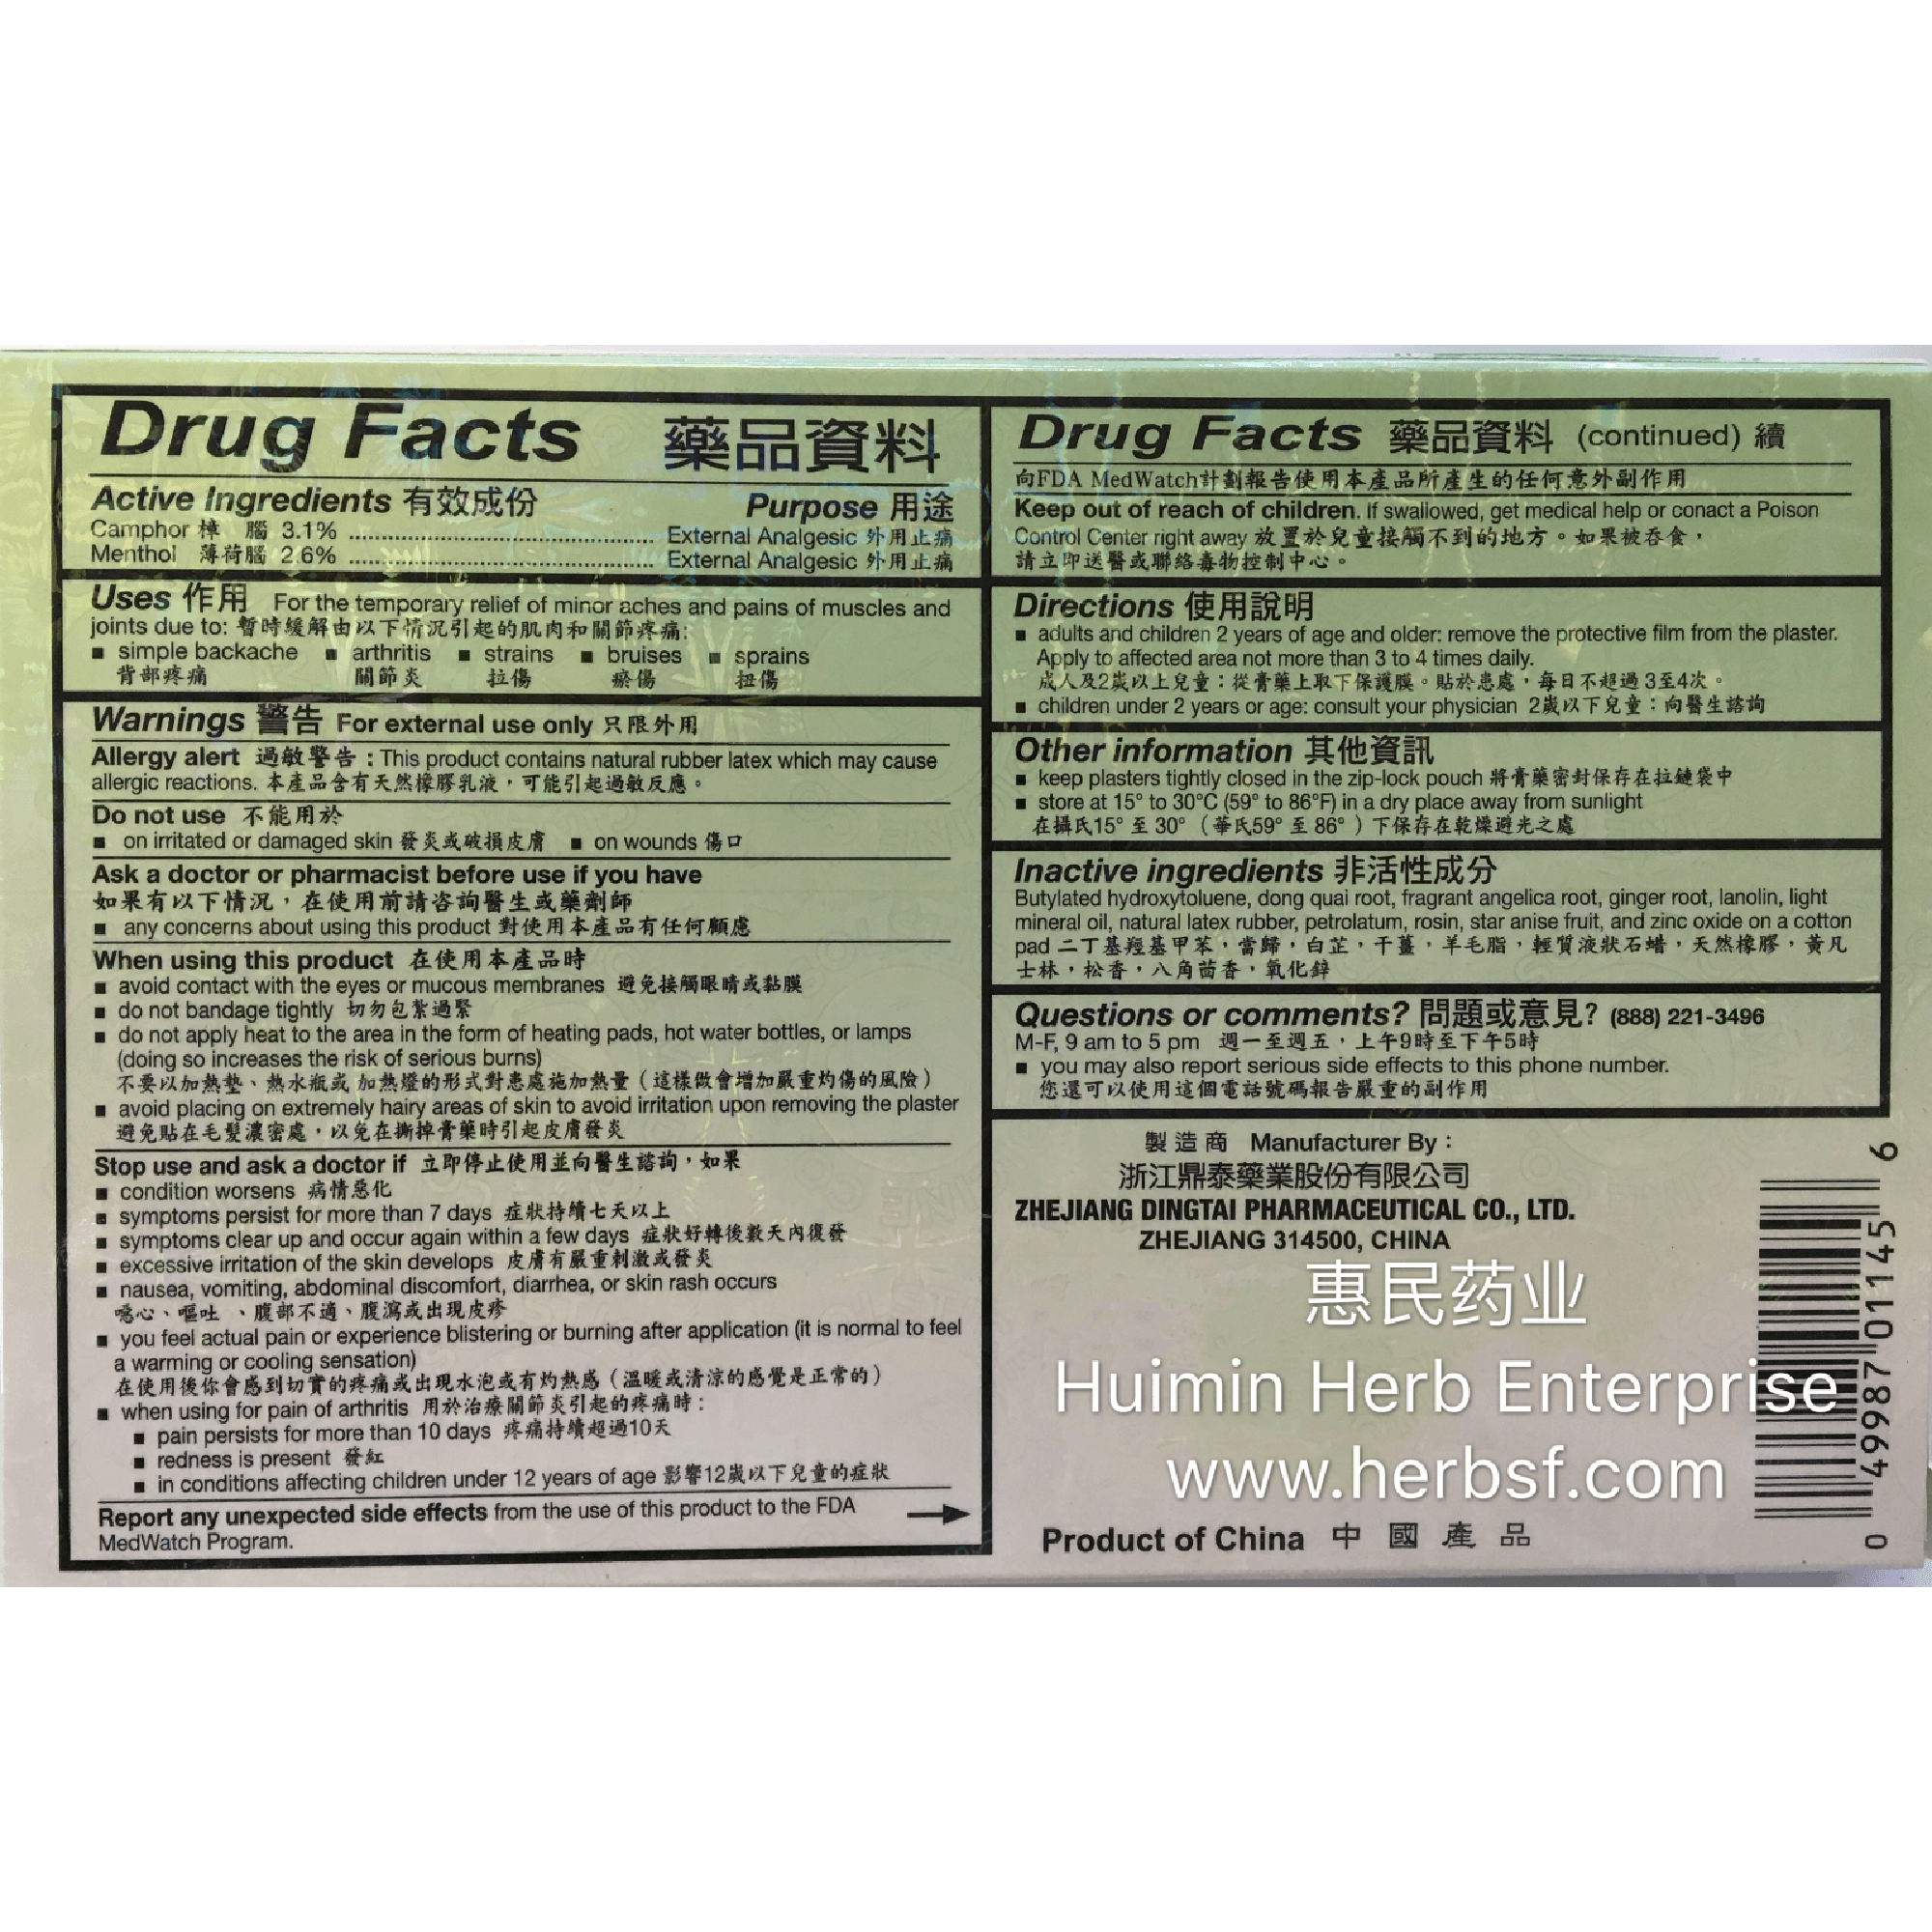 Drug Facts 藥品資料
Active Ingredients 有效成份 Purpose 用途
Camphor 樟 腦 3.1% ............................................ External Analgesic 外用止痛
Menthol 薄荷腦 2.6% ............................................ External Analgesic 外用止痛
Uses 作用 For the temporary relief of minor aches and pains of muscles and
joints due to: 暫時緩解由以下情況引起的肌肉和關節疼痛:
▪ simple backache ▪ arthritis ▪ strains ▪ bruises ▪ sprains
背部疼痛 關節炎 拉傷 瘀傷 扭傷
Warnings 警告 For external use only 只限外用
Allergy alert 過敏警告 : This product contains natural rubber latex which may cause
allergic reactions. 本產品含有天然橡膠乳液，可能引起過敏反應。
Do not use 不能用於
▪ on irritated or damaged skin 發炎或破損皮膚 ▪ on wounds 傷口
Ask a doctor or pharmacist before use if you have
如果有以下情況，在使用前請咨詢醫生或藥劑師
▪ any concerns about using this product 對使用本產品有任何顧慮
When using this product 在使用本產品時
▪ avoid contact with the eyes or mucous membranes 避免接觸眼睛或黏膜
▪ do not bandage tightly 切勿包紮過緊
▪ do not apply heat to the area in the form of heating pads, hot water bottles, or lamps
(doing so increases the risk of serious burns)
不要以加熱墊、熱水瓶或 加熱燈的形式對患處施加熱量（這樣做會增加嚴重灼傷的風險）
▪ avoid placing on extremely hairy areas of skin to avoid irritation upon removing the plaster
避免貼在毛髮濃密處，以免在撕掉膏藥時引起皮膚發炎
Stop use and ask a doctor if 立即停止使用並向醫生諮詢，如果
▪ condition worsens 病情惡化
▪ symptoms persist for more than 7 days 症狀持續七天以上
▪ symptoms clear up and occur again within a few days 症狀好轉後數天內復發
▪ excessive irritation of the skin develops 皮膚有嚴重刺激或發炎
▪ nausea, vomiting, abdominal discomfort, diarrhea, or skin rash occurs
噁心、嘔吐 、腹部不適、腹瀉或出現皮疹
▪ you feel actual pain or experience blistering or burning after application (it is normal to feel
a warming or cooling sensation)
在使用後你會感到切實的疼痛或出現水泡或有灼熱感（溫暖或清涼的感覺是正常的）
▪ when using for pain of arthritis 用於治療關節炎引起的疼痛時：
▪ pain persists for more than 10 days 疼痛持續超過10天
▪ redness is present 發紅
▪ in conditions affecting children under 12 years of age 影響12歲以下兒童的症狀
Report any unexpected side effects from the use of this product to the FDA
MedWatch Program.
Drug Facts 藥品資料 (continued) 續
向FDA MedWatch計劃報告使用本產品所產生的任何意外副作用
Keep out of reach of children. If swallowed, get medical help or conact a Poison
Control Center right away 放置於兒童接觸不到的地方。如果被吞食，
請立即送醫或聯絡毒物控制中心。
Directions 使用說明
▪ adults and children 2 years of age and older: remove the protective film from the plaster.
Apply to affected area not more than 3 to 4 times daily.
成人及2歲以上兒童：從膏藥上取下保護膜。貼於患處，每日不超過3至4次。
▪ children under 2 years or age: consult your physician 2歲以下兒童：向醫生諮詢
Other information 其他資訊
▪ keep plasters tightly closed in the zip-lock pouch 將膏藥密封保存在拉鏈袋中
▪ store at 15° to 30°C (59° to 86°F) in a dry place away from sunlight
在攝氏15° 至 30° （華氏59° 至 86° ）下保存在乾燥避光之處
Inactive ingredients 非活性成分
Butylated hydroxytoluene, dong quai root, fragrant angelica root, ginger root, lanolin, light
mineral oil, natural latex rubber, petrolatum, rosin, star anise fruit, and zinc oxide on a cotton
pad 二丁基羥基甲苯，當歸，白芷，干薑，羊毛脂，輕質液狀石蜡，天然橡膠，黃凡
士林，松香，八角茴香，氧化鋅
Questions or comments? 問題或意見? (888) 221-3496
M-F, 9 am to 5 pm 週一至週五，上午9時至下午5時
▪ you may also report serious side effects to this phone number.
您還可以使用這個電話號碼報告嚴重的副作用
製造商 Manufacturer By :
浙江鼎泰藥業股份有限公司
ZHEJIANG DINGTAI PHARMACEUTICAL CO., LTD.
ZHEJIANG 314500, CHINA
惠民药业
Huimin Herb Enterprise
www.herbsf.com
Product of China 中國產品
0 49987 01145 6